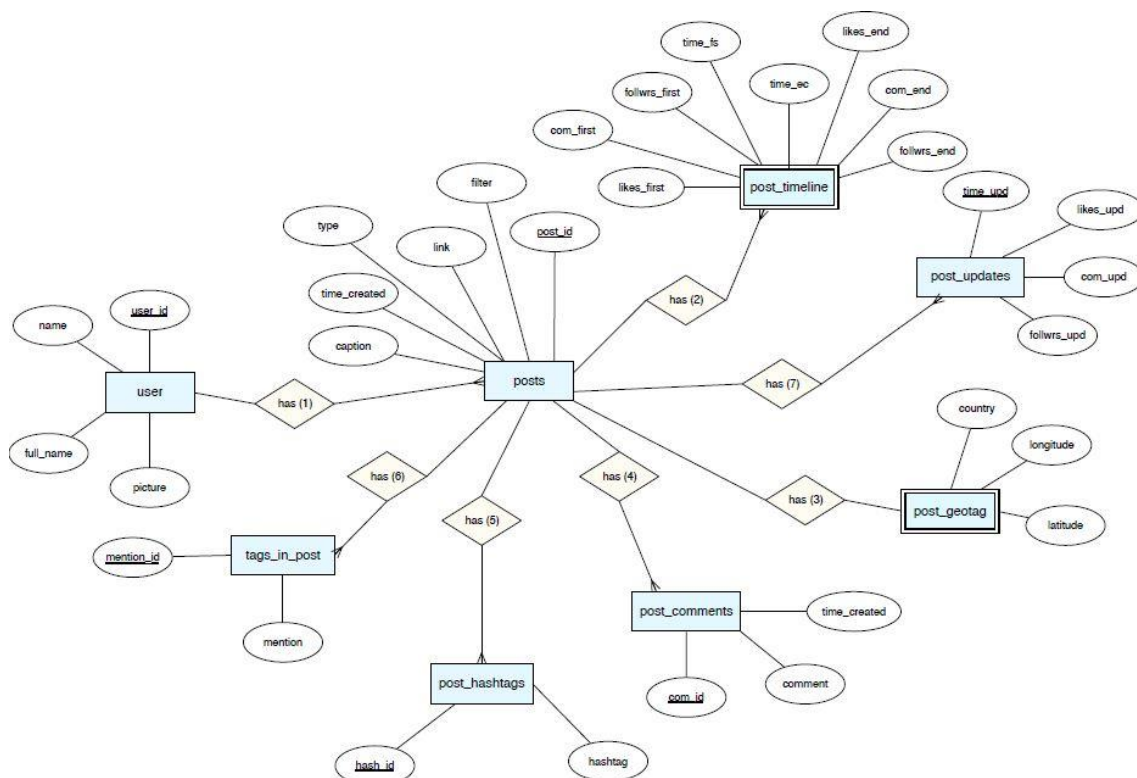 likes_end
time_fs
time_ec
follwrs_first
com_end
com_first
follwrs_end
filter
likes_first
post_timeline
time_upd
type
link
post_id
likes_upd
time_created
has (2)
post_updates
com_upd
name
user_id
caption
follwrs_upd
user
posts
has (7)
has (1)
country
full_name
longitude
picture
has (6)
has (4)
has (3)
post_geotag
has (5)
latitude
mention_id
tags_in_post
post_comments
time_created
mention
post_hashtags
com_id
comment
hash_id
hashtag